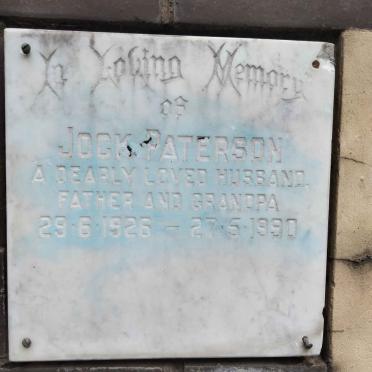 In Loving Memory
of
JOCK PATERSON
A DEARLY LOVED HUSBAND,
FATHER AND GRANDPA
29·6·1926 — 27·5·1990